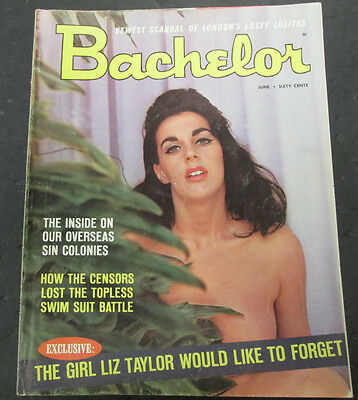 NEWEST SCANDAL OF LONDON'S LUSTY LOLITAS
Bachelor
JUNE • SIXTY CENTS
THE INSIDE ON
OUR OVERSEAS
SIN COLONIES
HOW THE CENSORS
LOST THE TOPLESS
SWIM SUIT BATTLE
EXCLUSIVE:
THE GIRL LIZ TAYLOR WOULD LIKE TO FORGET